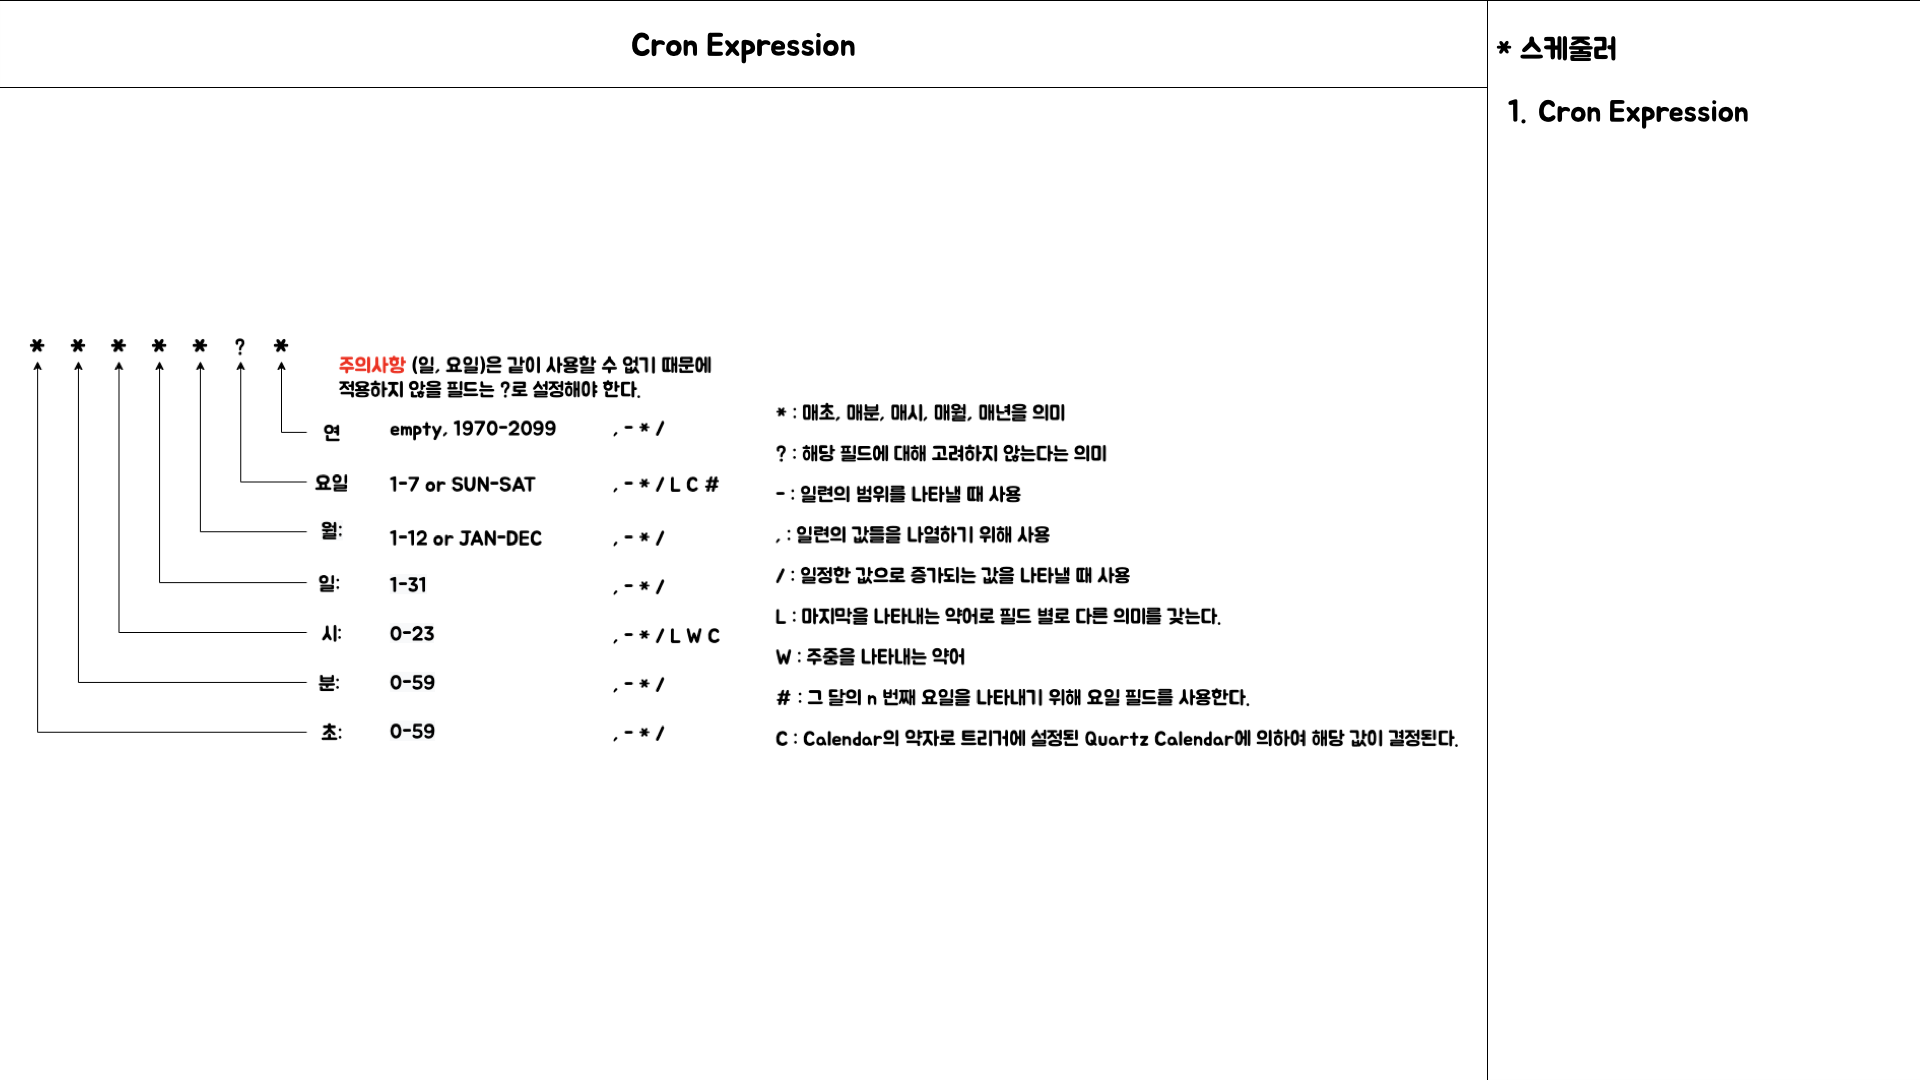 Cron Expression
* * * * * ? *
주의사항 (일, 요일)은 같이 사용할 수 없기 때문에
적용하지 않을 필드는 ?로 설정해야 한다.
연 empty, 1970-2099 , - * /
요일 1-7 or SUN-SAT , - * / L C #
월: 1-12 or JAN-DEC , - * /
일: 1-31 , - * /
시: 0-23 , - * / L W C
분: 0-59 , - * /
초: 0-59 , - * /
* : 매초, 매분, 매시, 매월, 매년을 의미
? : 해당 필드에 대해 고려하지 않는다는 의미
- : 일련의 범위를 나타낼 때 사용
, : 일련의 값들을 나열하기 위해 사용
/ : 일정한 값으로 증가되는 값을 나타낼 때 사용
L : 마지막을 나타내는 약어로 필드 별로 다른 의미를 갖는다.
W : 주중을 나타내는 약어
# : 그 달의 n 번째 요일을 나타내기 위해 요일 필드를 사용한다.
C : Calendar의 약자로 트리거에 설정된 Quartz Calendar에 의하여 해당 값이 결정된다.
* 스케줄러
1. Cron Expression